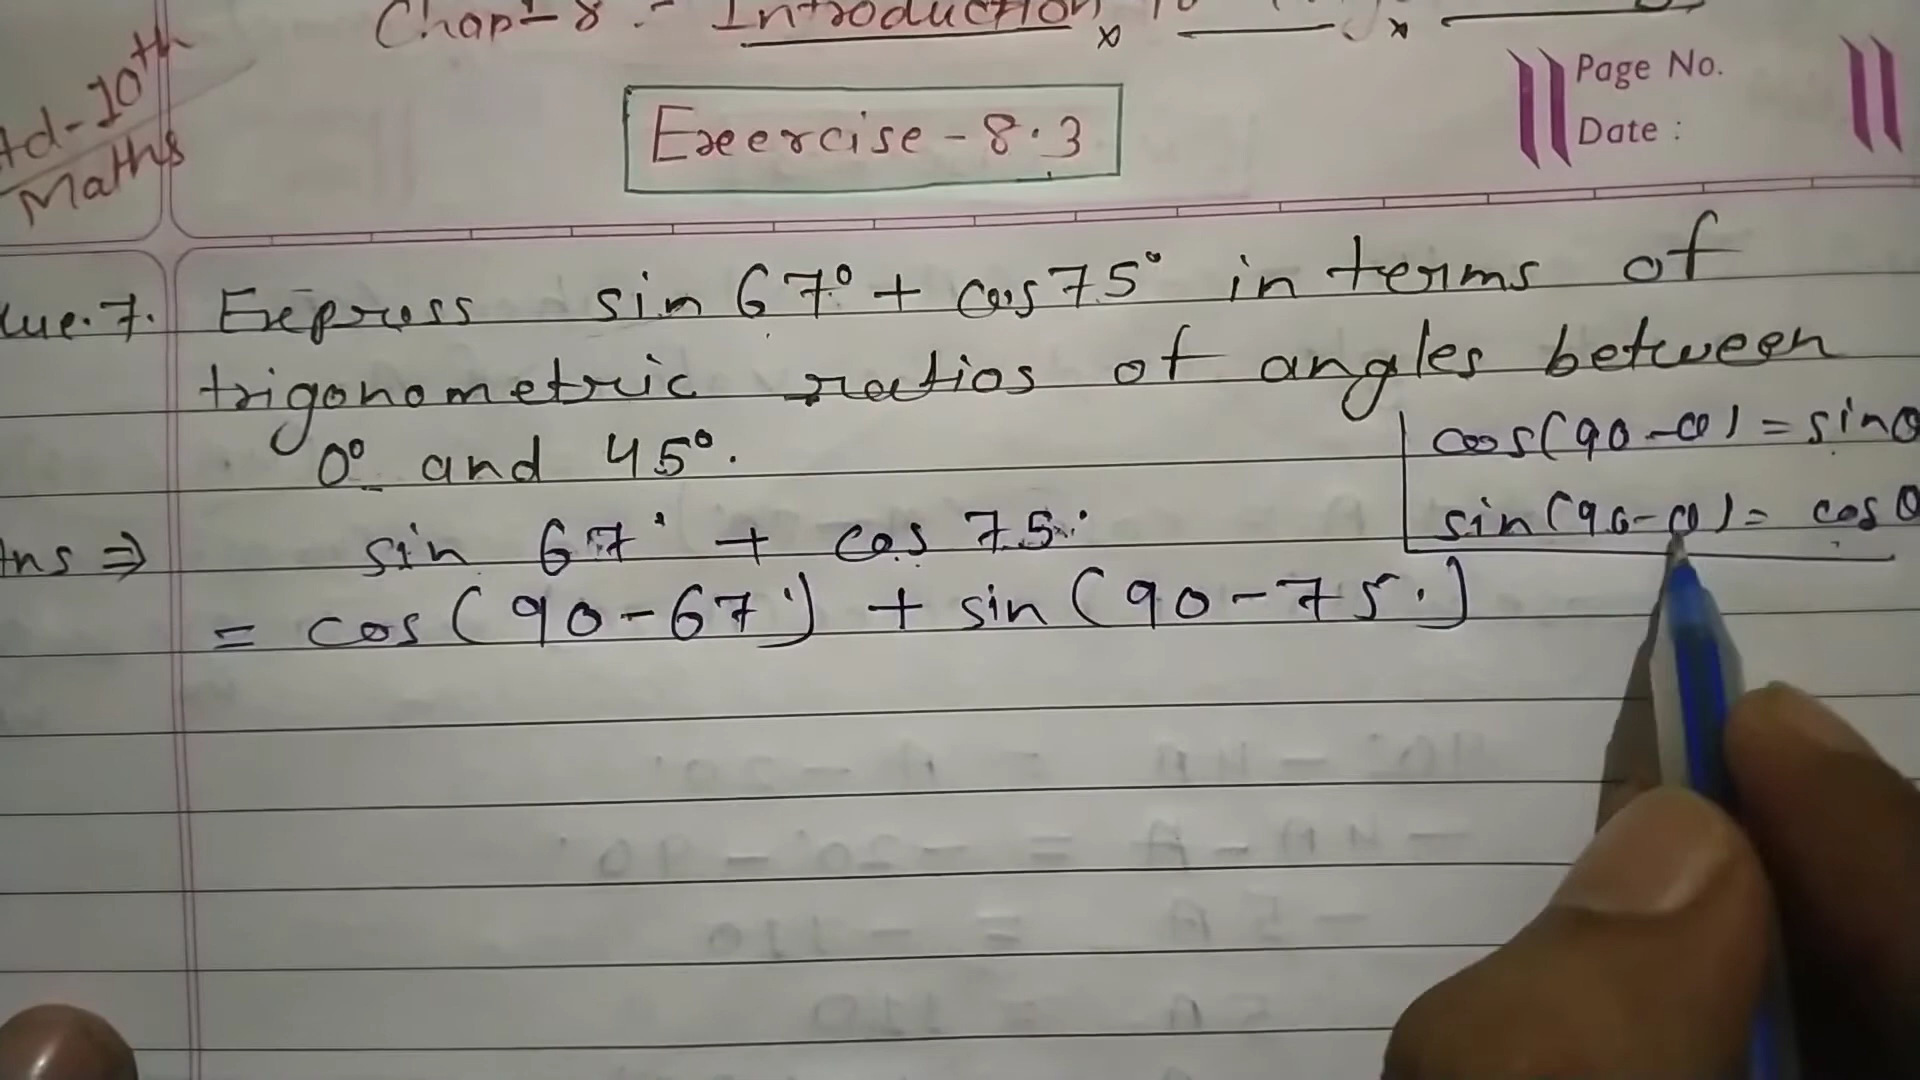 Chap-8 :- Introduction
td-10th
Maths
Exercise-8.3
Page No.
Date :
Que.7. Express sin 67° + cos 75° in terms of
trigonometric ratios of angles between
0° and 45°.
cos(90-θ) = sinθ
sin(90-θ) = cosθ
Ans ⇒ sin 67° + cos 75°
= cos(90-67°) + sin(90-75°)